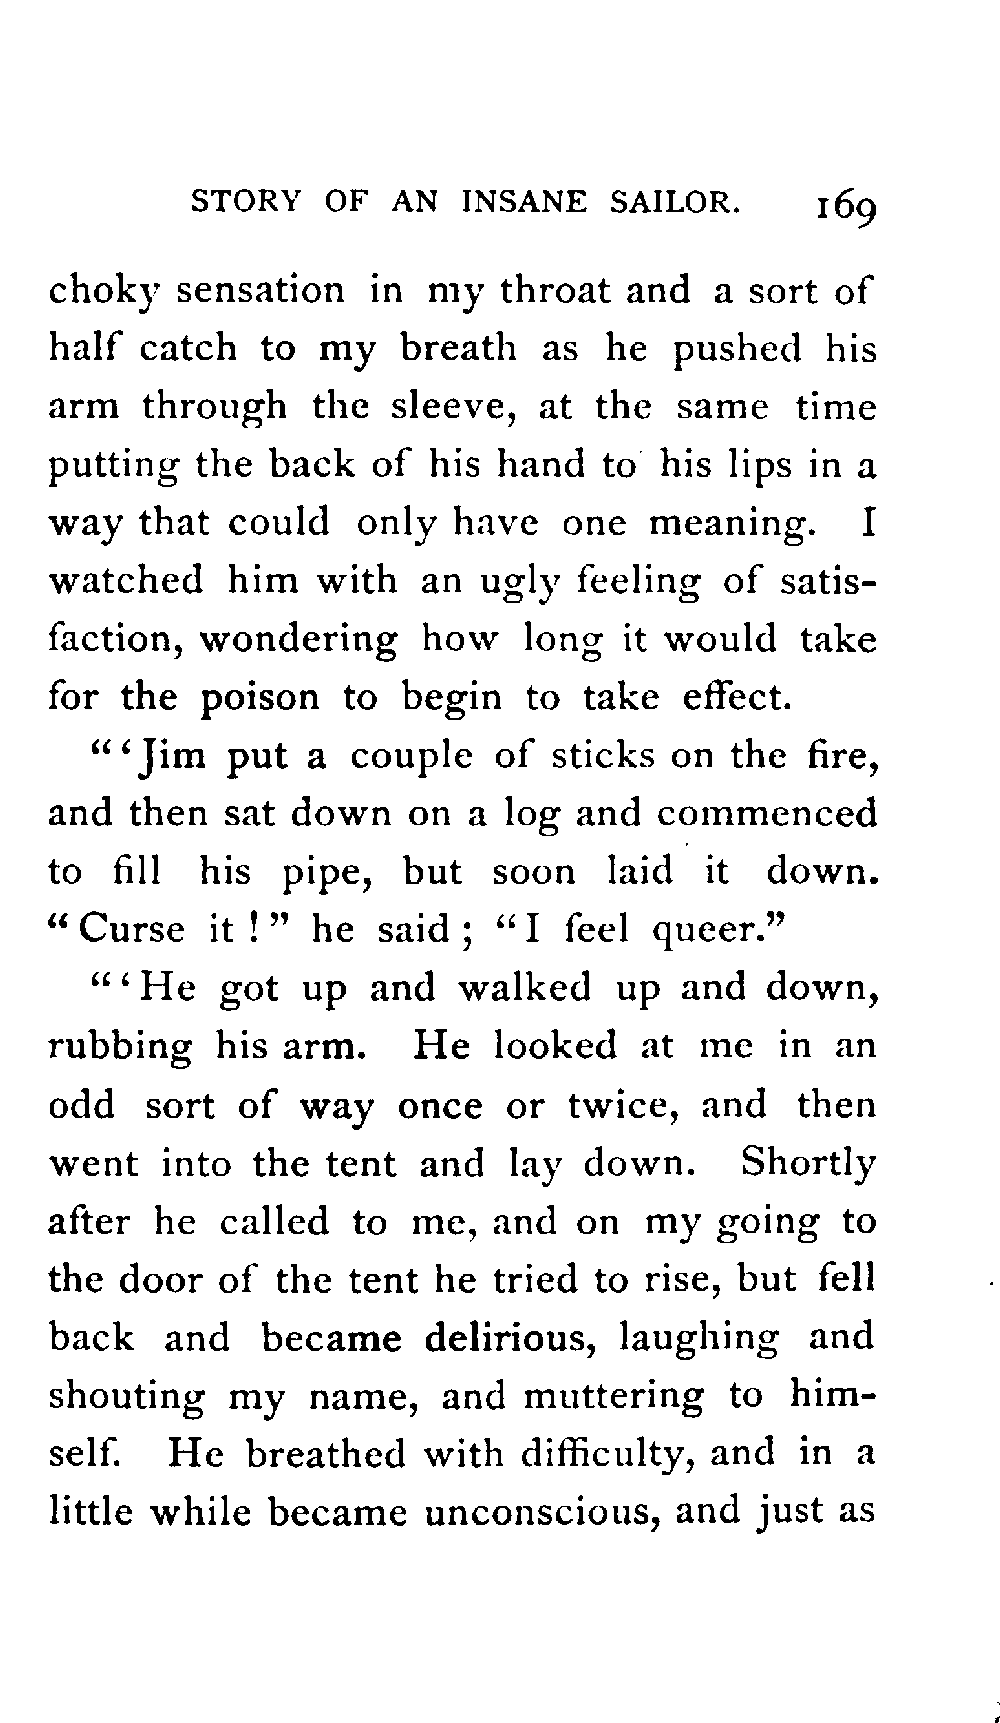 STORY OF AN INSANE SAILOR. 169
choky sensation in my throat and a sort of
half catch to my breath as he pushed his
arm through the sleeve, at the same time
putting the back of his hand to his lips in a
way that could only have one meaning. I
watched him with an ugly feeling of satis-
faction, wondering how long it would take
for the poison to begin to take effect.
"'Jim put a couple of sticks on the fire,
and then sat down on a log and commenced
to fill his pipe, but soon laid it down.
"Curse it!" he said; "I feel queer."
"'He got up and walked up and down,
rubbing his arm. He looked at me in an
odd sort of way once or twice, and then
went into the tent and lay down. Shortly
after he called to me, and on my going to
the door of the tent he tried to rise, but fell
back and became delirious, laughing and
shouting my name, and muttering to him-
self. He breathed with difficulty, and in a
little while became unconscious, and just as